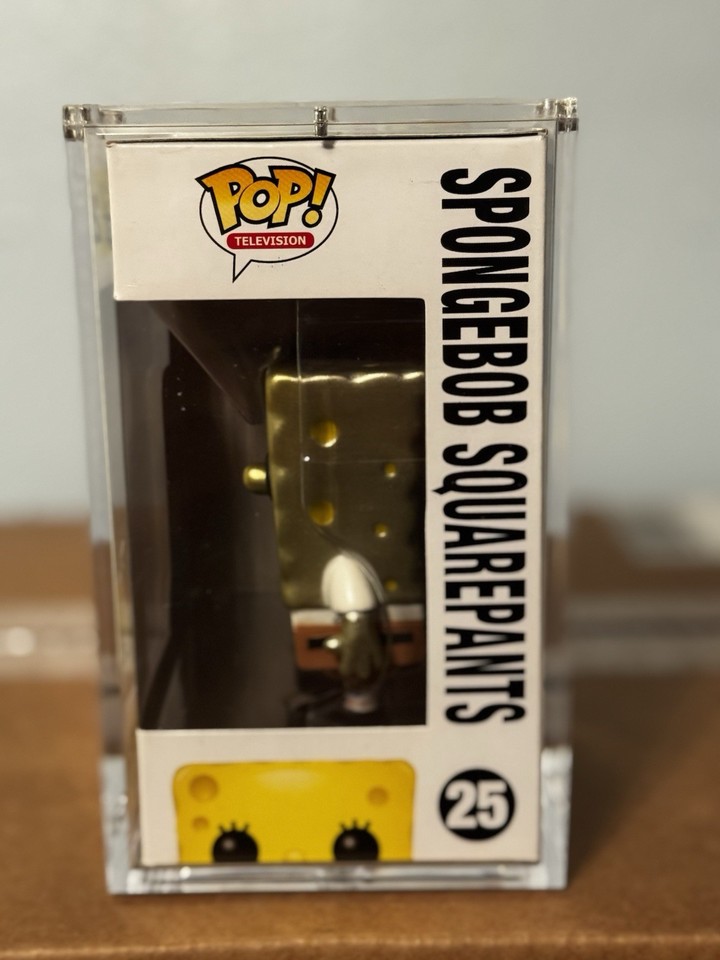 POP!
TELEVISION
SPONGEBOB SQUAREPANTS
25